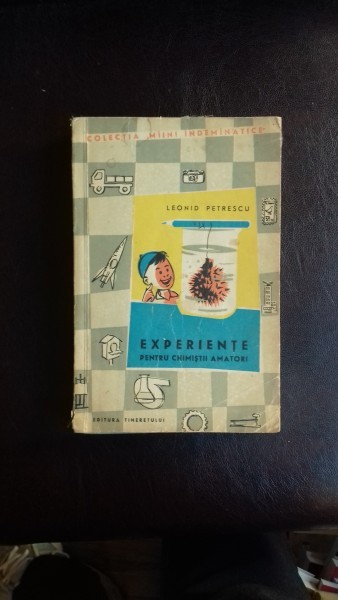 COLECȚIA "MÎINI ÎNDEMÎNATICE"
LEONID PETRESCU
EXPERIENȚE
PENTRU CHIMIȘTII AMATORI
EDITURA TINERETULUI